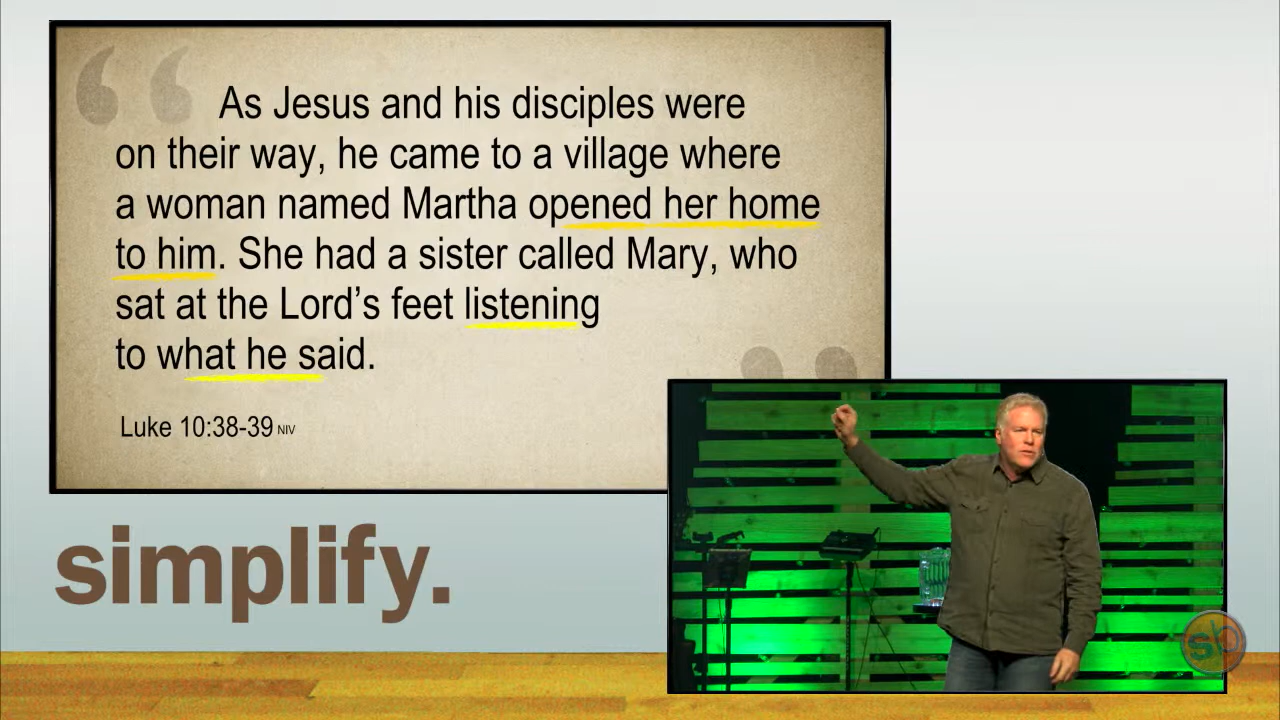 As Jesus and his disciples were
on their way, he came to a village where
a woman named Martha opened her home
to him. She had a sister called Mary, who
sat at the Lord’s feet listening
to what he said.
Luke 10:38-39 NIV
simplify.
sb